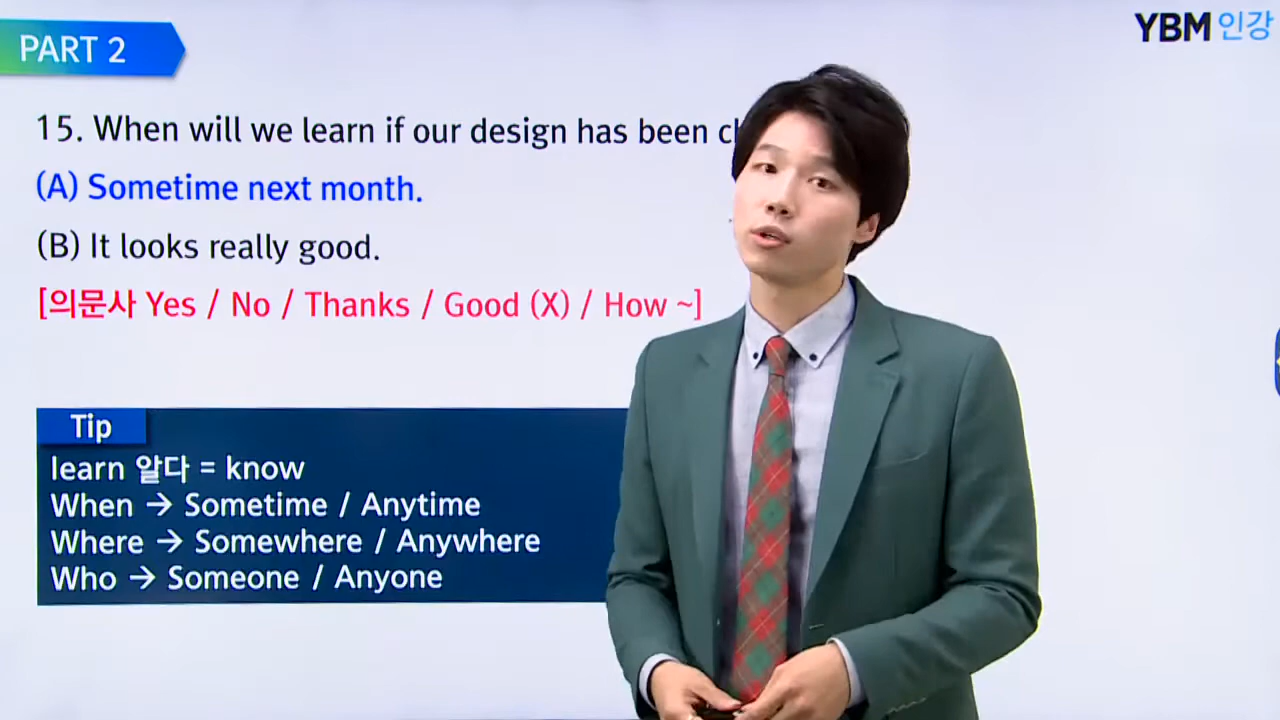 PART 2
YBM 인강
15. When will we learn if our design has been
(A) Sometime next month.
(B) It looks really good.
[의문사 Yes / No / Thanks / Good (X) / How ~]
Tip
learn 알다 = know
When → Sometime / Anytime
Where → Somewhere / Anywhere
Who → Someone / Anyone